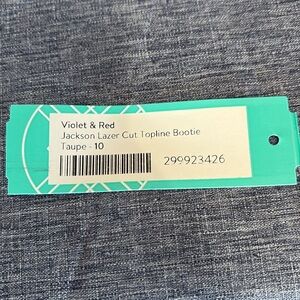 Violet & Red
Jackson Lazer Cut Topline Bootie
Taupe - 10
299923426